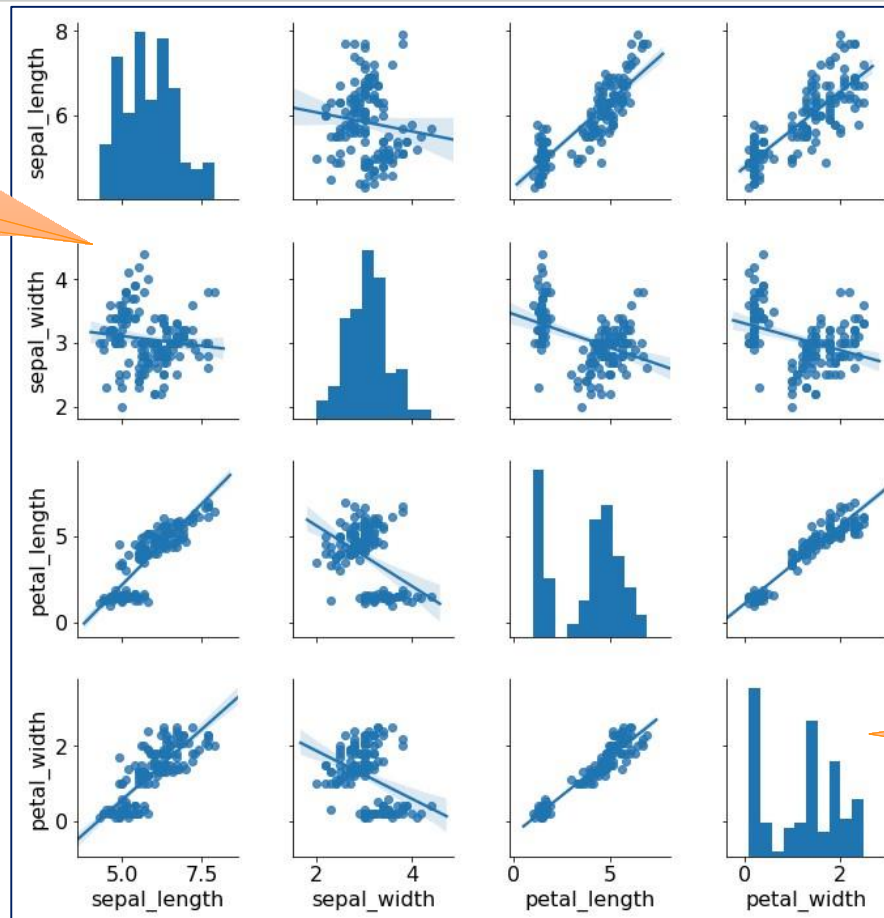 8
6
sepal_length
4
3
2
sepal_width
5
0
petal_length
2
0
petal_width
5.0 7.5 2 4 0 5 0 2
sepal_length sepal_width petal_length petal_width